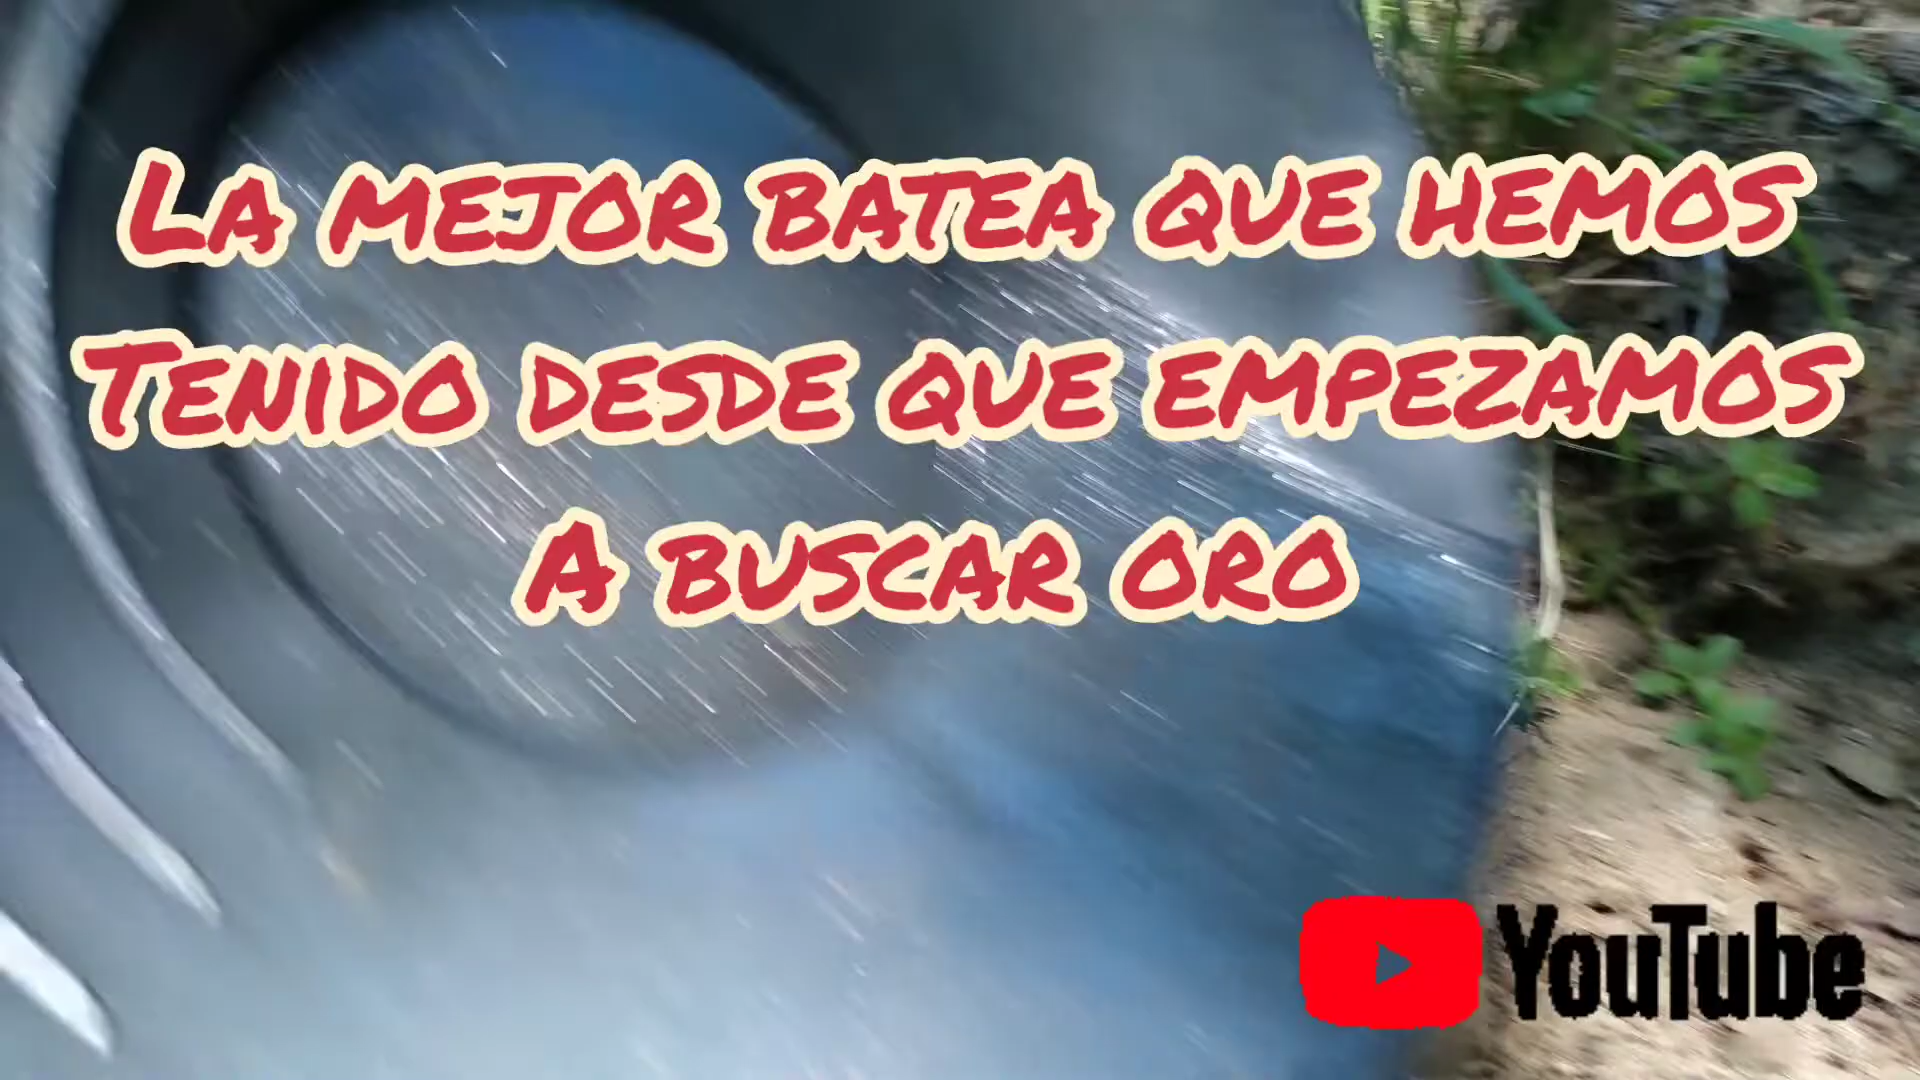 La mejor batea que hemos
Tenido desde que empezamos
A buscar oro
YouTube